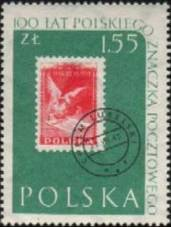 100 LAT POLSKIEGO ZNACZKA POCZTOWEGO
ZŁ 1.55
POLSKA
POLSKA